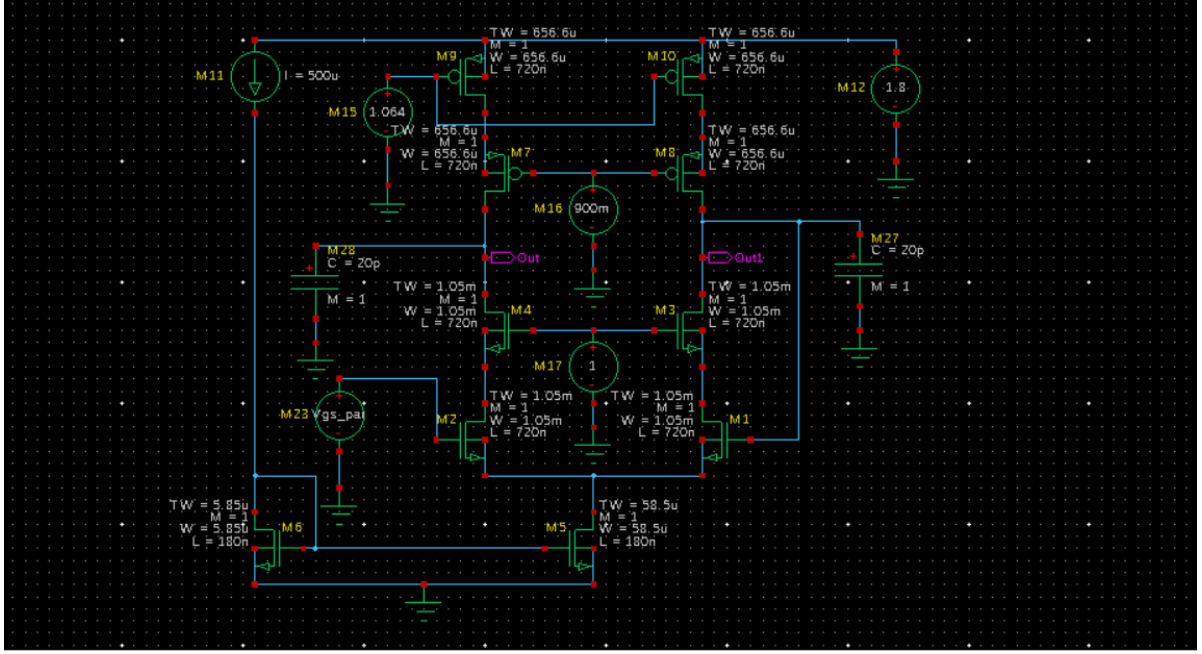 TW = 656.6u
M = 1
W = 656.6u
L = 720n
M9
TW = 656.6u
M = 1
W = 656.6u
L = 720n
M10
M11
I = 500u
M15
1.064
M12
1.8
TW = 656.6u
M = 1
W = 656.6u
L = 720n
M7
TW = 656.6u
M = 1
W = 656.6u
L = 720n
M8
M16
900m
M28
C = 20p
M = 1
Out
Out1
M27
C = 20p
M = 1
TW = 1.05m
M = 1
W = 1.05m
L = 720n
M4
TW = 1.05m
M = 1
W = 1.05m
L = 720n
M3
M17
1
M23
Vgs_par
TW = 1.05m
M = 1
W = 1.05m
L = 720n
M2
TW = 1.05m
M = 1
W = 1.05m
L = 720n
M1
TW = 5.85u
M = 1
W = 5.85u
L = 180n
M6
TW = 58.5u
M = 1
W = 58.5u
L = 180n
M5